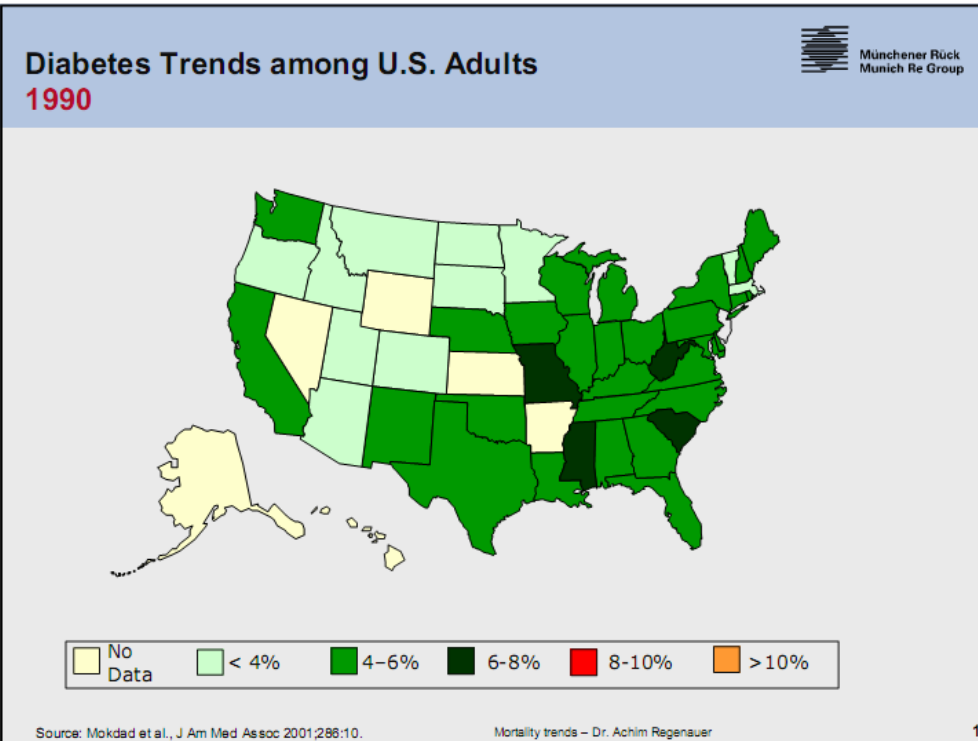 Diabetes Trends among U.S. Adults
1990
Münchener Rück
Munich Re Group
No
Data
< 4%
4–6%
6-8%
8-10%
>10%
Source: Mokdad et al., J Am Med Assoc 2001;286:10.
Mortality trends – Dr. Achim Regenauer
1